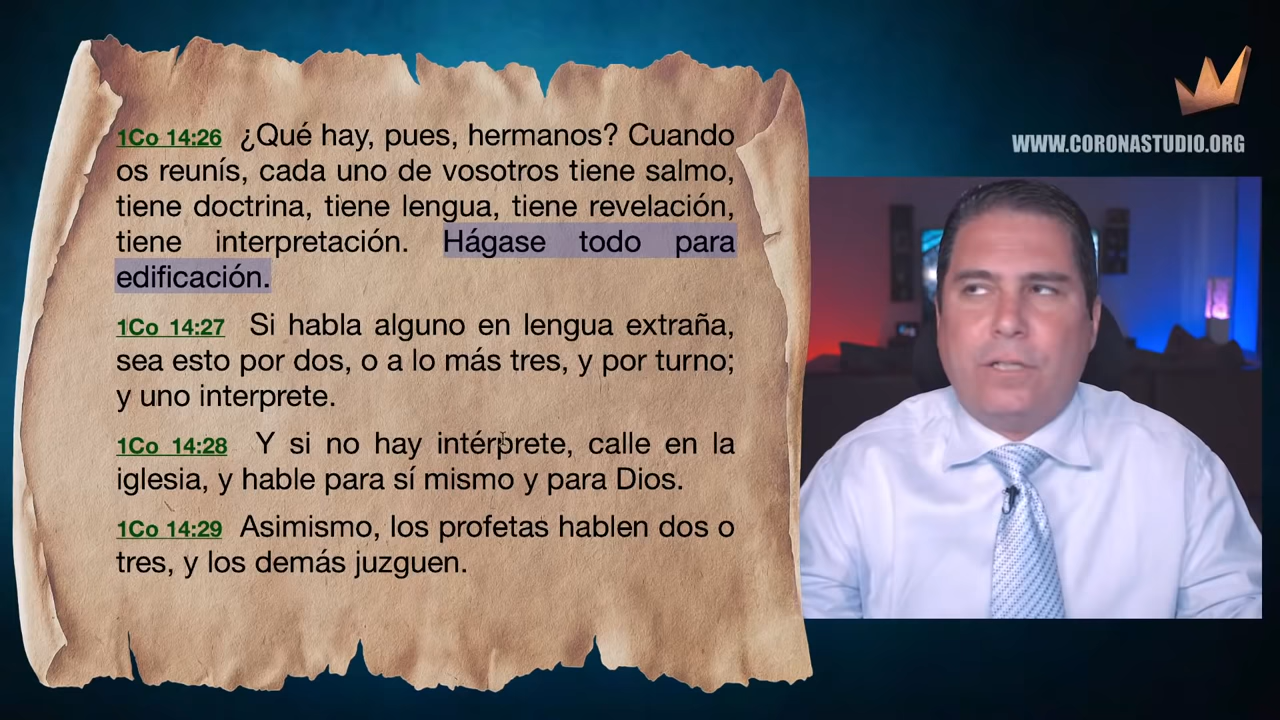 1Co 14:26 ¿Qué hay, pues, hermanos? Cuando
os reunís, cada uno de vosotros tiene salmo,
tiene doctrina, tiene lengua, tiene revelación,
tiene interpretación. Hágase todo para
edificación.
1Co 14:27 Si habla alguno en lengua extraña,
sea esto por dos, o a lo más tres, y por turno;
y uno interprete.
1Co 14:28 Y si no hay intérprete, calle en la
iglesia, y hable para sí mismo y para Dios.
1Co 14:29 Asimismo, los profetas hablen dos o
tres, y los demás juzguen.
WWW.CORONASTUDIO.ORG